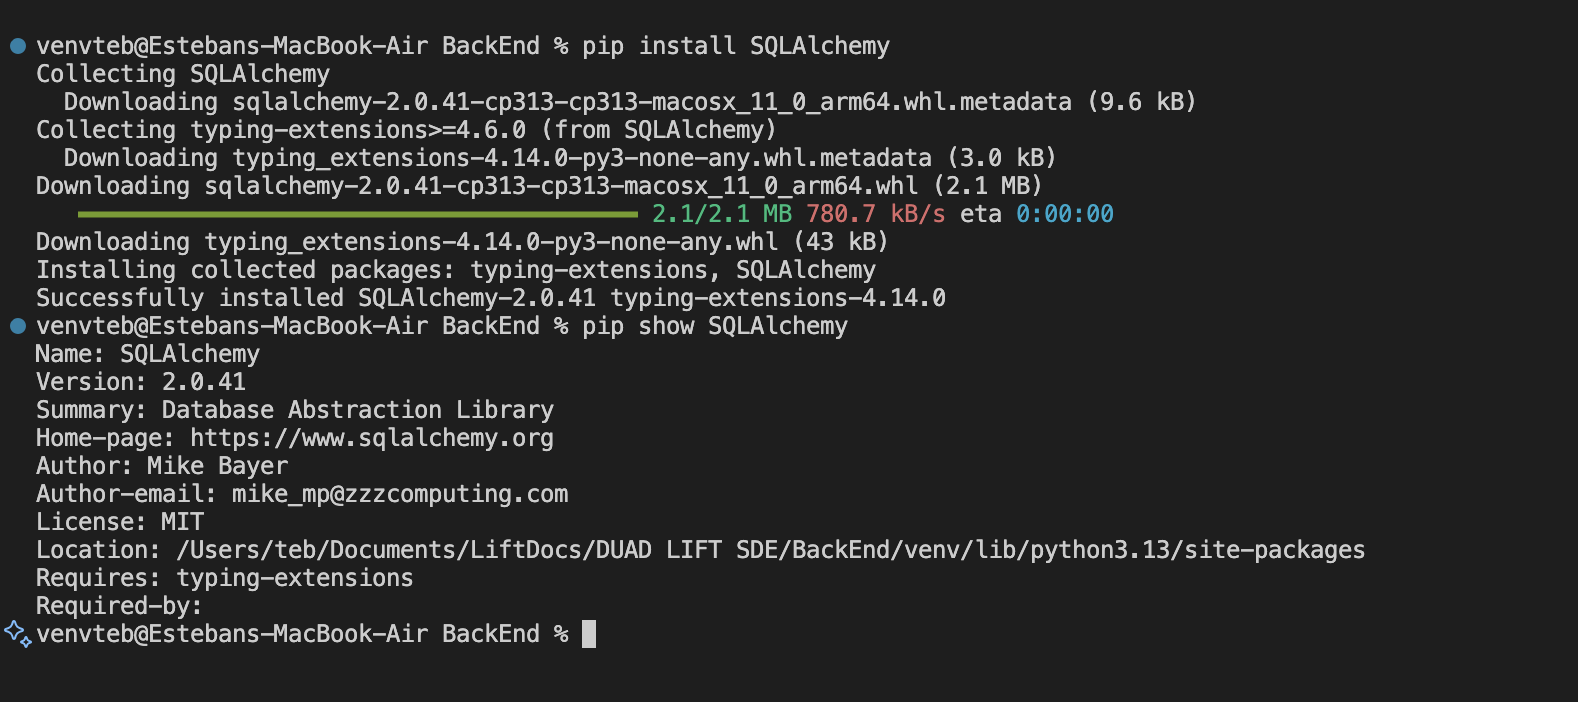 venvteb@Estebans-MacBook-Air BackEnd % pip install SQLAlchemy
Collecting SQLAlchemy
  Downloading sqlalchemy-2.0.41-cp313-cp313-macosx_11_0_arm64.whl.metadata (9.6 kB)
Collecting typing-extensions>=4.6.0 (from SQLAlchemy)
  Downloading typing_extensions-4.14.0-py3-none-any.whl.metadata (3.0 kB)
Downloading sqlalchemy-2.0.41-cp313-cp313-macosx_11_0_arm64.whl (2.1 MB)
2.1/2.1 MB 780.7 kB/s eta 0:00:00
Downloading typing_extensions-4.14.0-py3-none-any.whl (43 kB)
Installing collected packages: typing-extensions, SQLAlchemy
Successfully installed SQLAlchemy-2.0.41 typing-extensions-4.14.0
venvteb@Estebans-MacBook-Air BackEnd % pip show SQLAlchemy
Name: SQLAlchemy
Version: 2.0.41
Summary: Database Abstraction Library
Home-page: https://www.sqlalchemy.org
Author: Mike Bayer
Author-email: mike_mp@zzzcomputing.com
License: MIT
Location: /Users/teb/Documents/LiftDocs/DUAD LIFT SDE/BackEnd/venv/lib/python3.13/site-packages
Requires: typing-extensions
Required-by:
venvteb@Estebans-MacBook-Air BackEnd %